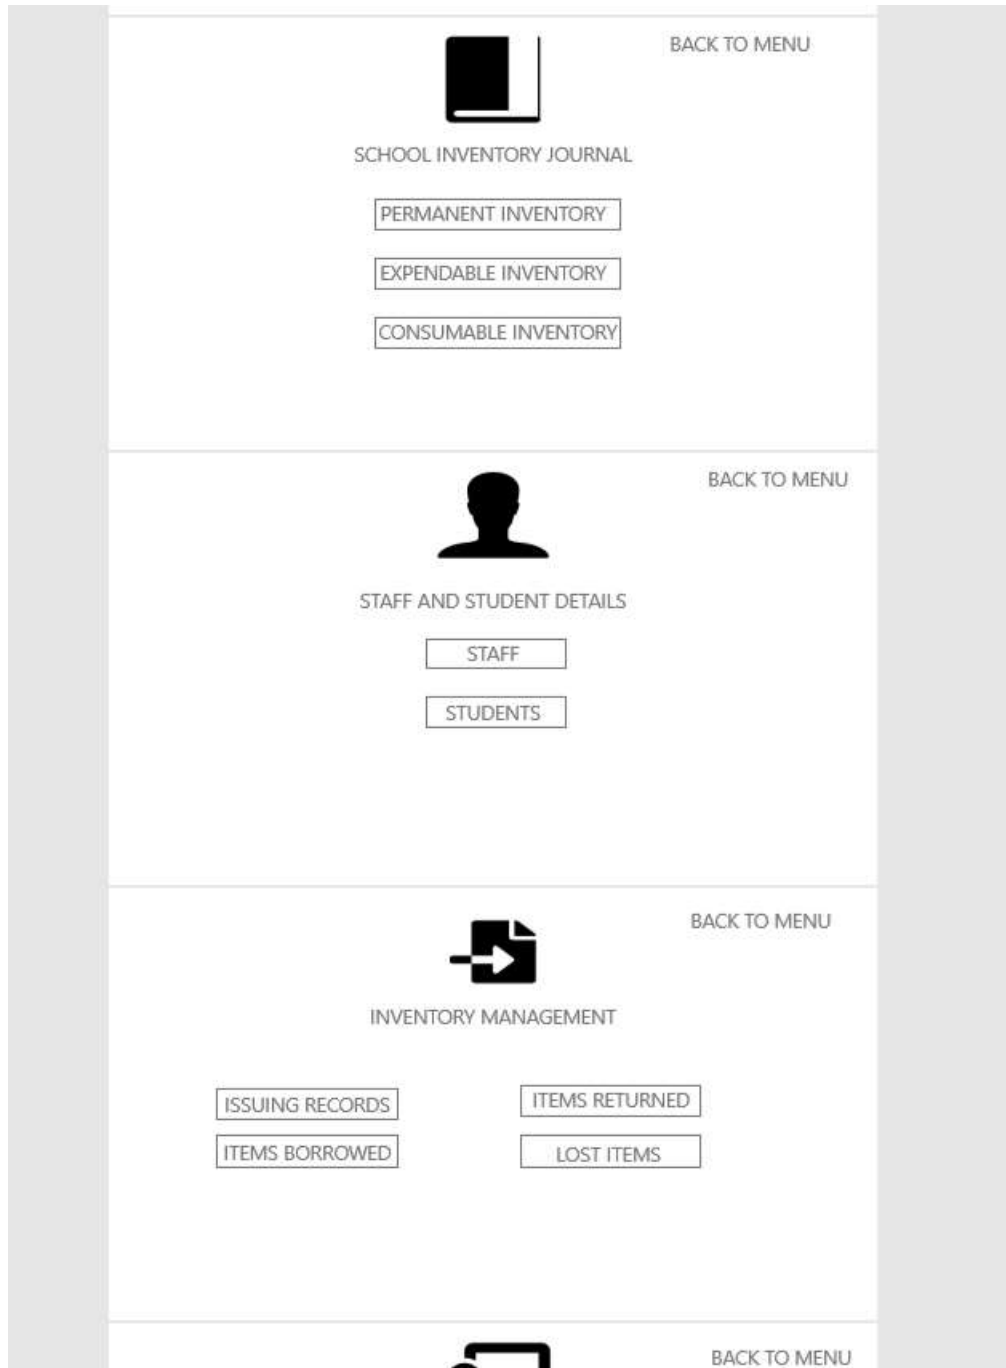 BACK TO MENU
SCHOOL INVENTORY JOURNAL
PERMANENT INVENTORY
EXPENDABLE INVENTORY
CONSUMABLE INVENTORY
BACK TO MENU
STAFF AND STUDENT DETAILS
STAFF
STUDENTS
BACK TO MENU
INVENTORY MANAGEMENT
ISSUING RECORDS
ITEMS RETURNED
ITEMS BORROWED
LOST ITEMS
BACK TO MENU